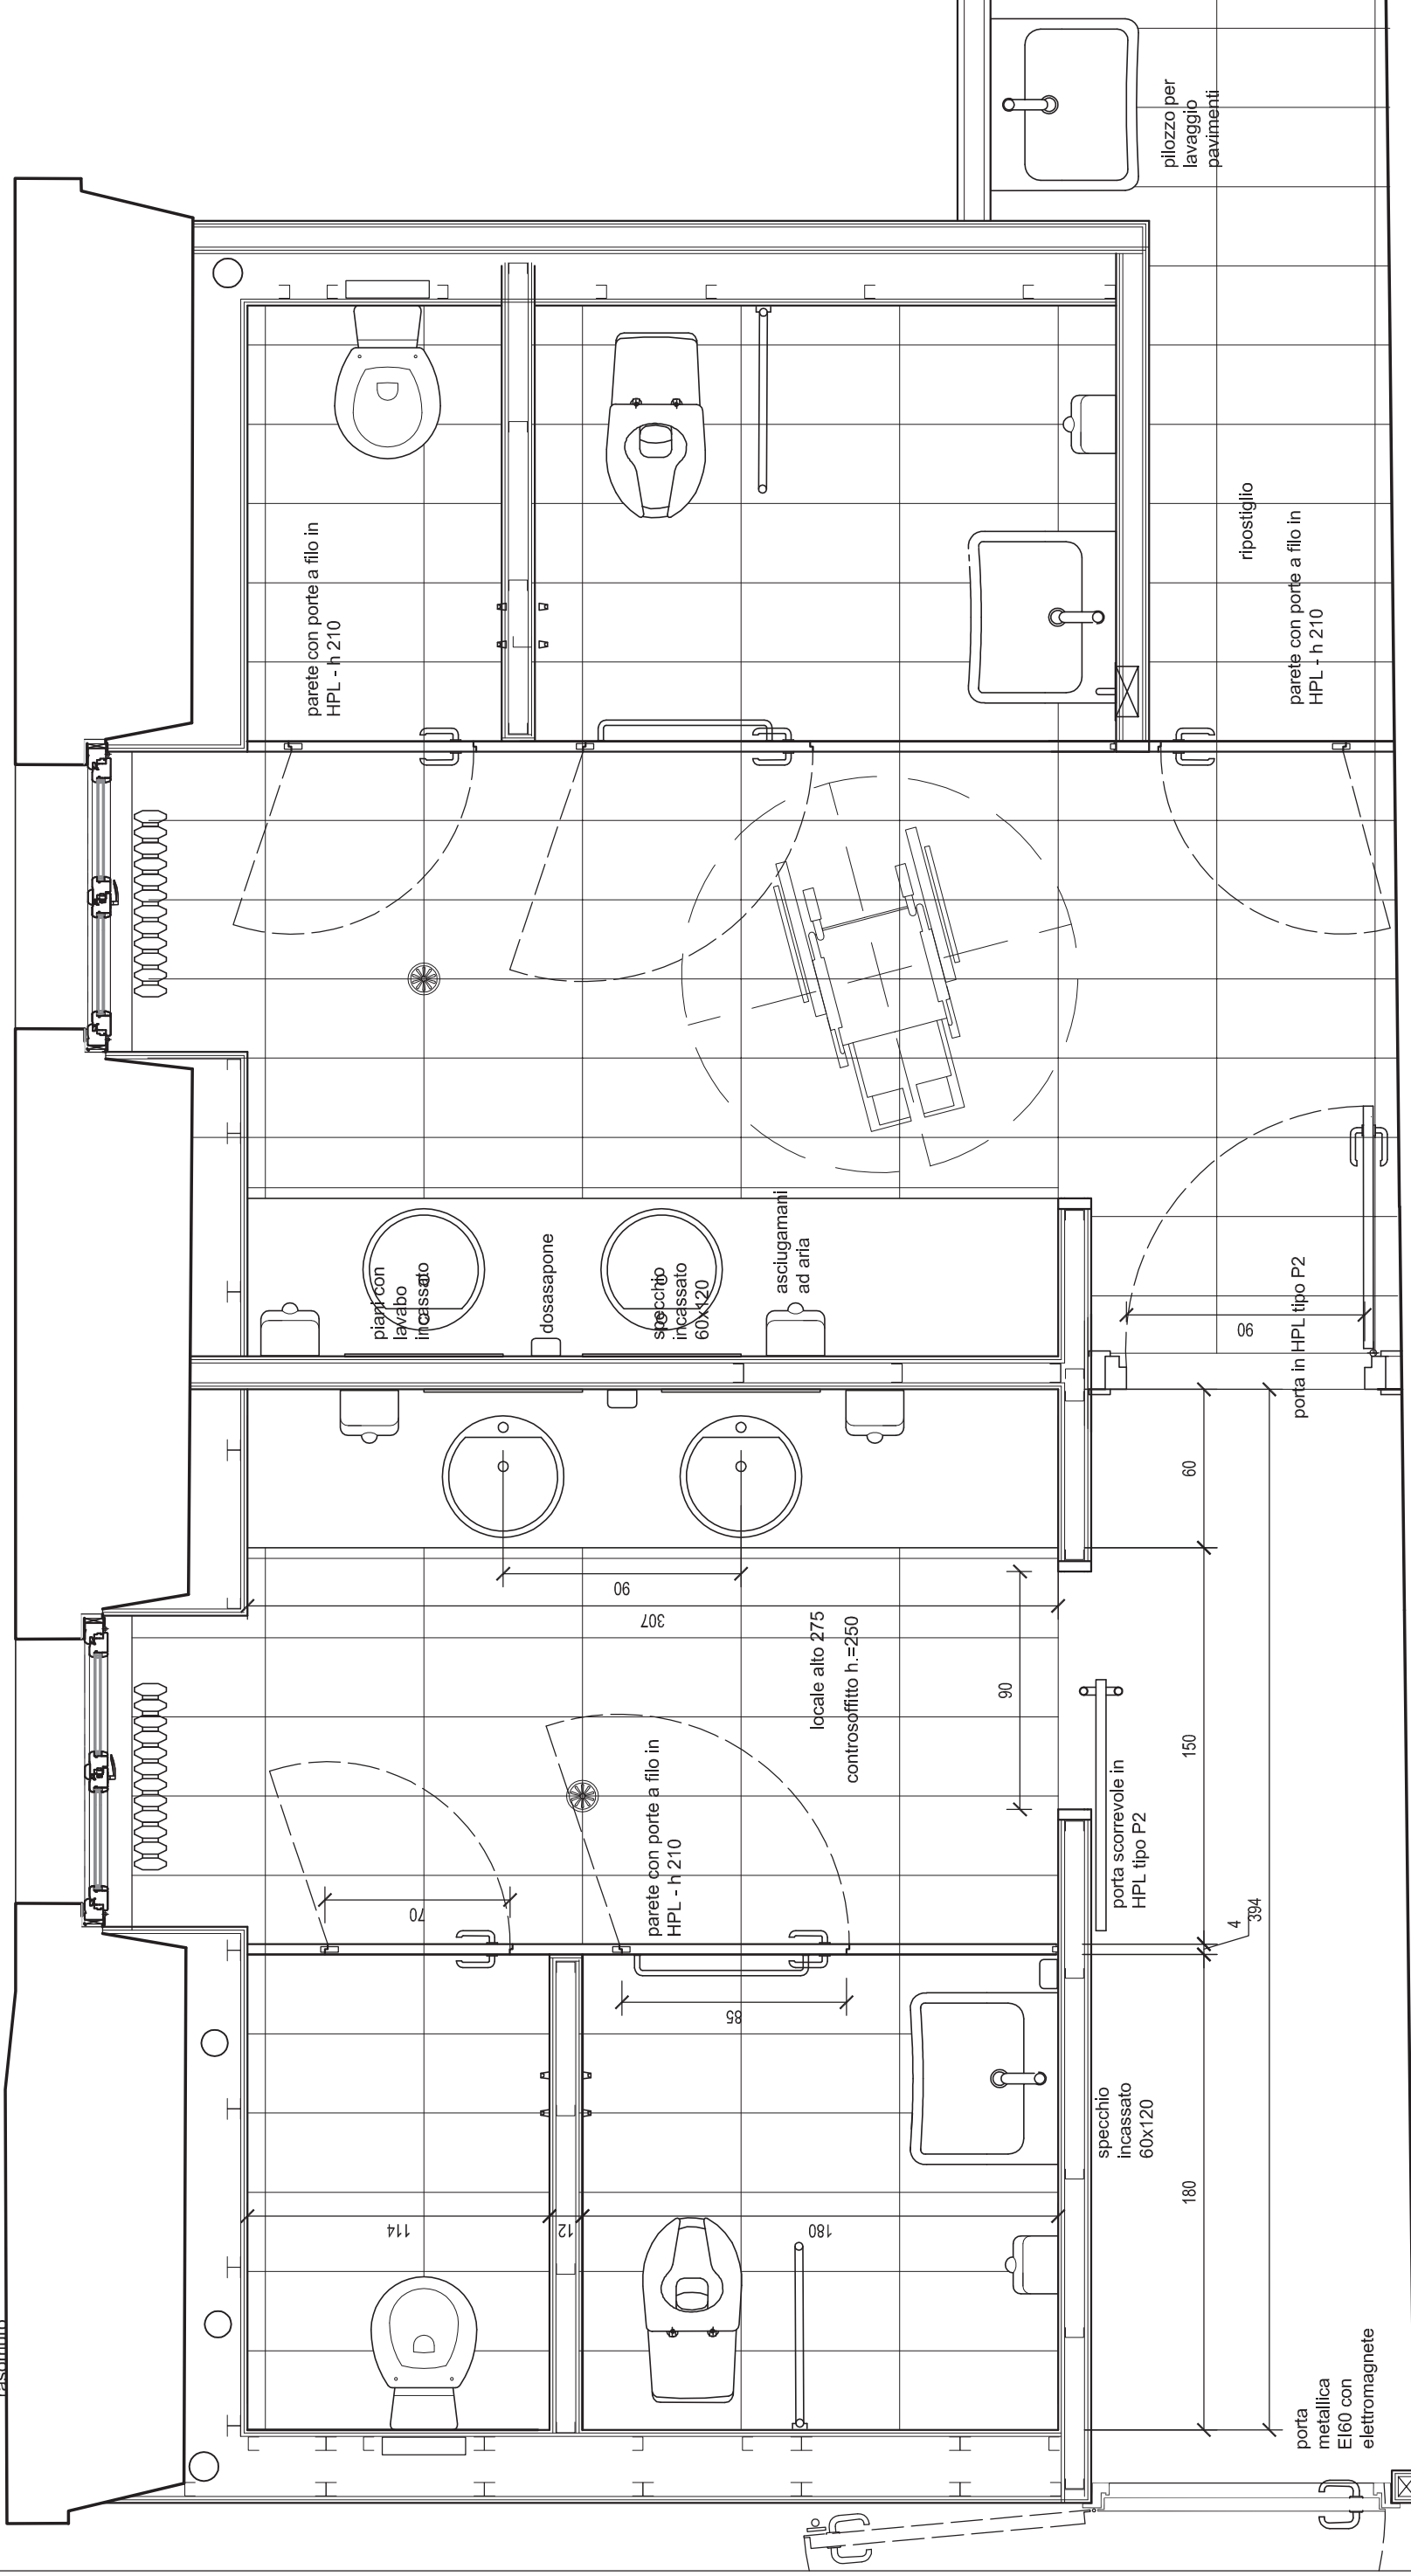 pilozzo per
lavaggio
pavimenti
parete con porte a filo in
HPL - h 210
ripostiglio
parete con porte a filo in
HPL - h 210
piani con
lavabo
incassato
dosasapone
specchio
incassato
60x120
asciugamani
ad aria
porta in HPL tipo P2
90
60
90
307
locale alto 275
controsoffitto h.=250
90
150
parete con porte a filo in
HPL - h 210
porta scorrevole in
HPL tipo P2
70
85
4
394
specchio
incassato
60x120
114
12
180
180
porta
metallica
EI60 con
elettromagnete